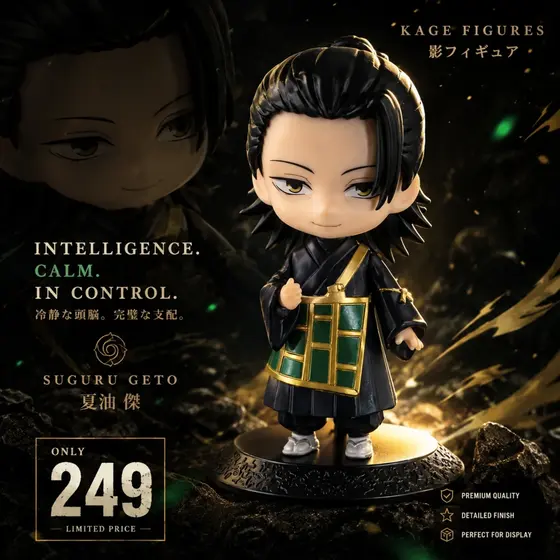 KAGE FIGURES
影フィギュア
INTELLIGENCE.
CALM.
IN CONTROL.
冷静な頭脳。完璧な支配。
SUGURU GETO
夏油 傑
ONLY
249
LIMITED PRICE
PREMIUM QUALITY
DETAILED FINISH
PERFECT FOR DISPLAY